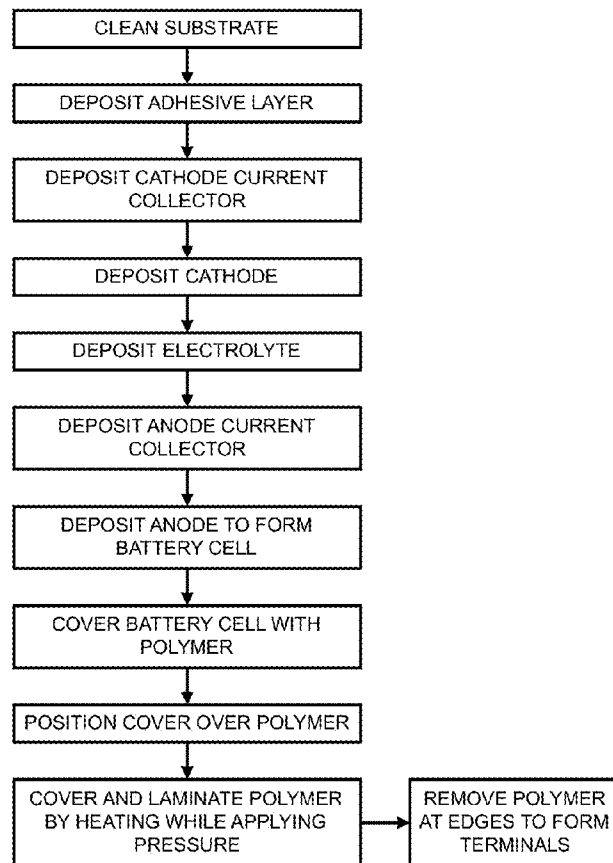 CLEAN SUBSTRATE
DEPOSIT ADHESIVE LAYER
DEPOSIT CATHODE CURRENT
COLLECTOR
DEPOSIT CATHODE
DEPOSIT ELECTROLYTE
DEPOSIT ANODE CURRENT
COLLECTOR
DEPOSIT ANODE TO FORM
BATTERY CELL
COVER BATTERY CELL WITH
POLYMER
POSITION COVER OVER POLYMER
COVER AND LAMINATE POLYMER
BY HEATING WHILE APPLYING
PRESSURE
REMOVE POLYMER
AT EDGES TO FORM
TERMINALS